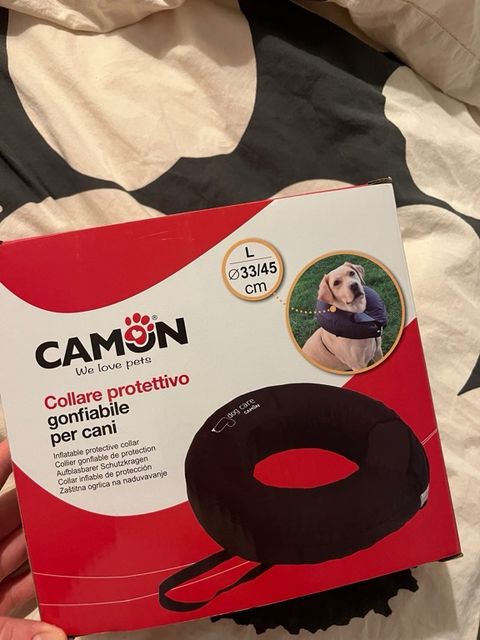 L
Ø33/45
cm
CAMON®
We love pets
Collare protettivo
gonfiabile
per cani
Inflatable protective collar
Collier gonflable de protection
Aufblasbarer Schutzkragen
Collar inflable de protección
Zaštitna ogrlica na naduvavanje
dog care
CAMON